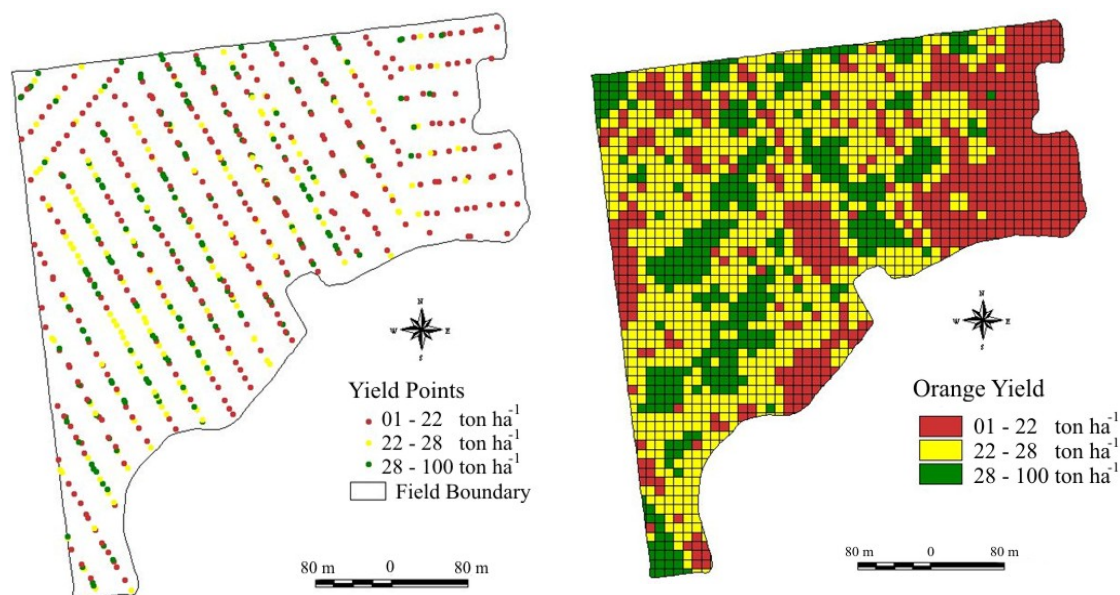 N
W E
S
Yield Points
01 - 22 ton ha⁻¹
22 - 28 ton ha⁻¹
28 - 100 ton ha⁻¹
Field Boundary
80 m 0 80 m
N
W E
S
Orange Yield
01 - 22 ton ha⁻¹
22 - 28 ton ha⁻¹
28 - 100 ton ha⁻¹
80 m 0 80 m